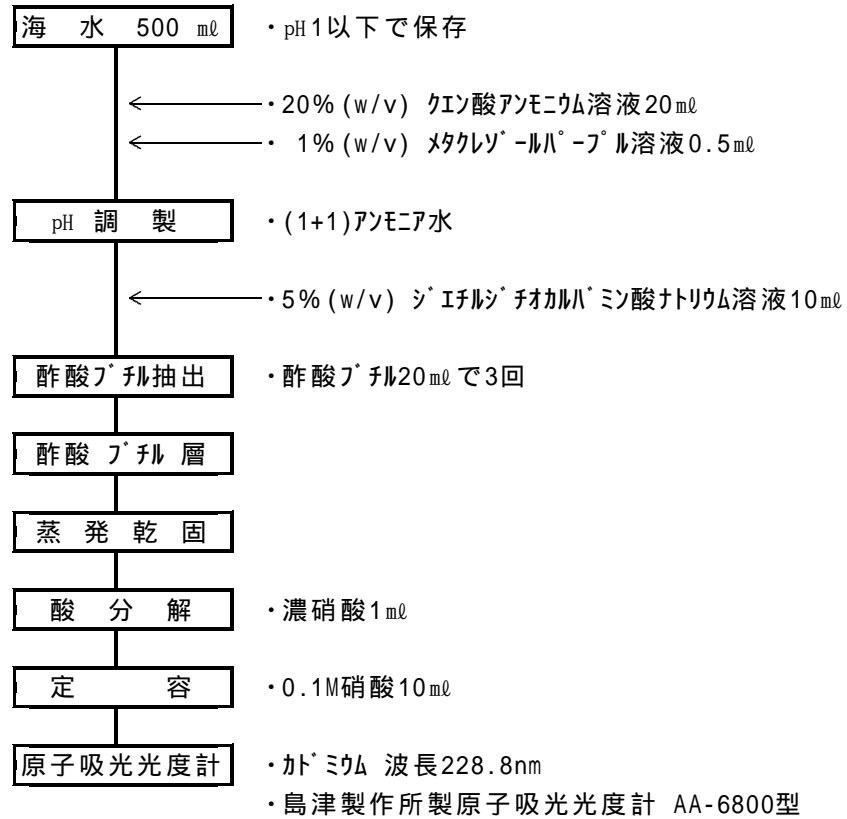 海 水 500 ㎖ ・pH1以下で保存
・20%(w/v) ｸｴﾝ酸ｱﾝﾓﾆｳﾑ溶液20㎖
・ 1%(w/v) ﾒﾀｸﾚｿﾞｰﾙﾊﾟｰﾌﾟﾙ溶液0.5㎖
pH 調 製 ・(1+1)ｱﾝﾓﾆｱ水
・5%(w/v) ｼﾞｴﾁﾙｼﾞﾁｵｶﾙﾊﾞﾐﾝ酸ﾅﾄﾘｳﾑ溶液10㎖
酢酸ﾌﾞﾁﾙ抽出 ・酢酸ﾌﾞﾁﾙ20㎖で3回
酢酸 ﾌﾞﾁﾙ 層
蒸 発 乾 固
酸 分 解 ・濃硝酸1㎖
定 容 ・0.1M硝酸10㎖
原子吸光光度計 ・ｶﾄﾞﾐｳﾑ 波長228.8nm
・島津製作所製原子吸光光度計 AA-6800型